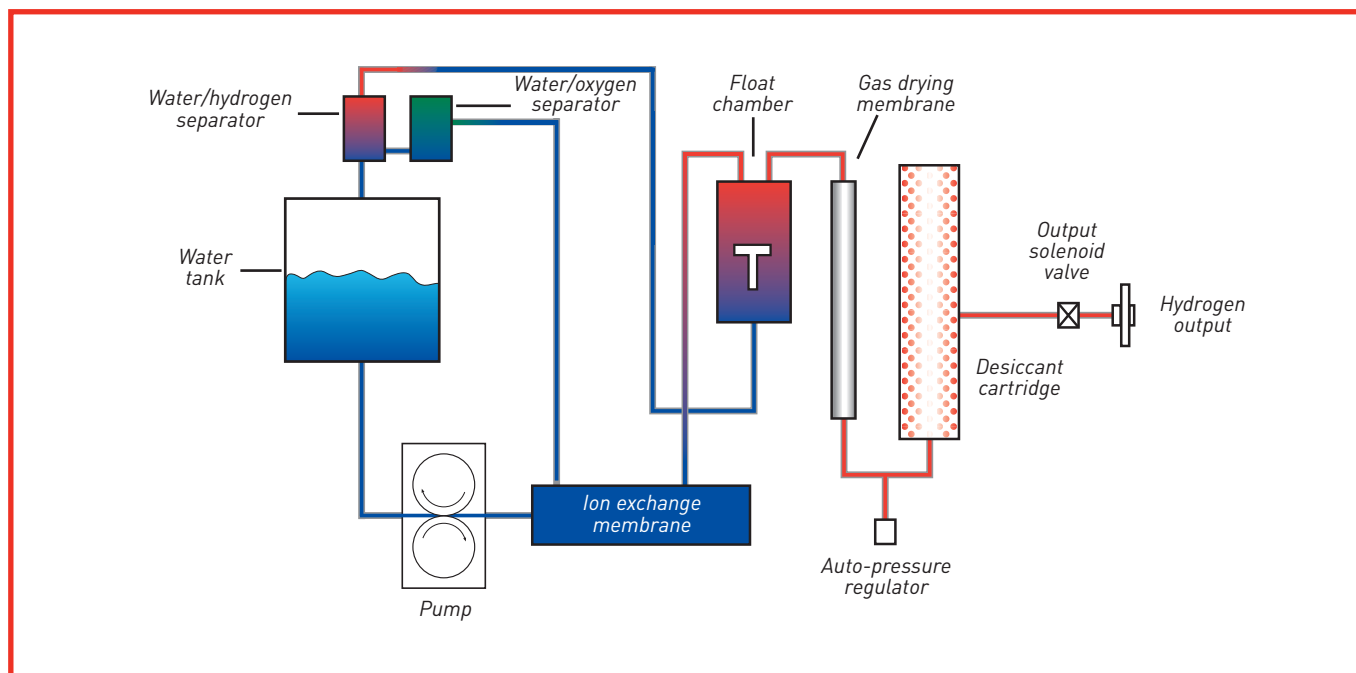 Water/hydrogen
separator
Water/oxygen
separator
Float
chamber
Gas drying
membrane
Water
tank
Output
solenoid
valve
Hydrogen
output
Desiccant
cartridge
Ion exchange
membrane
Auto-pressure
regulator
Pump